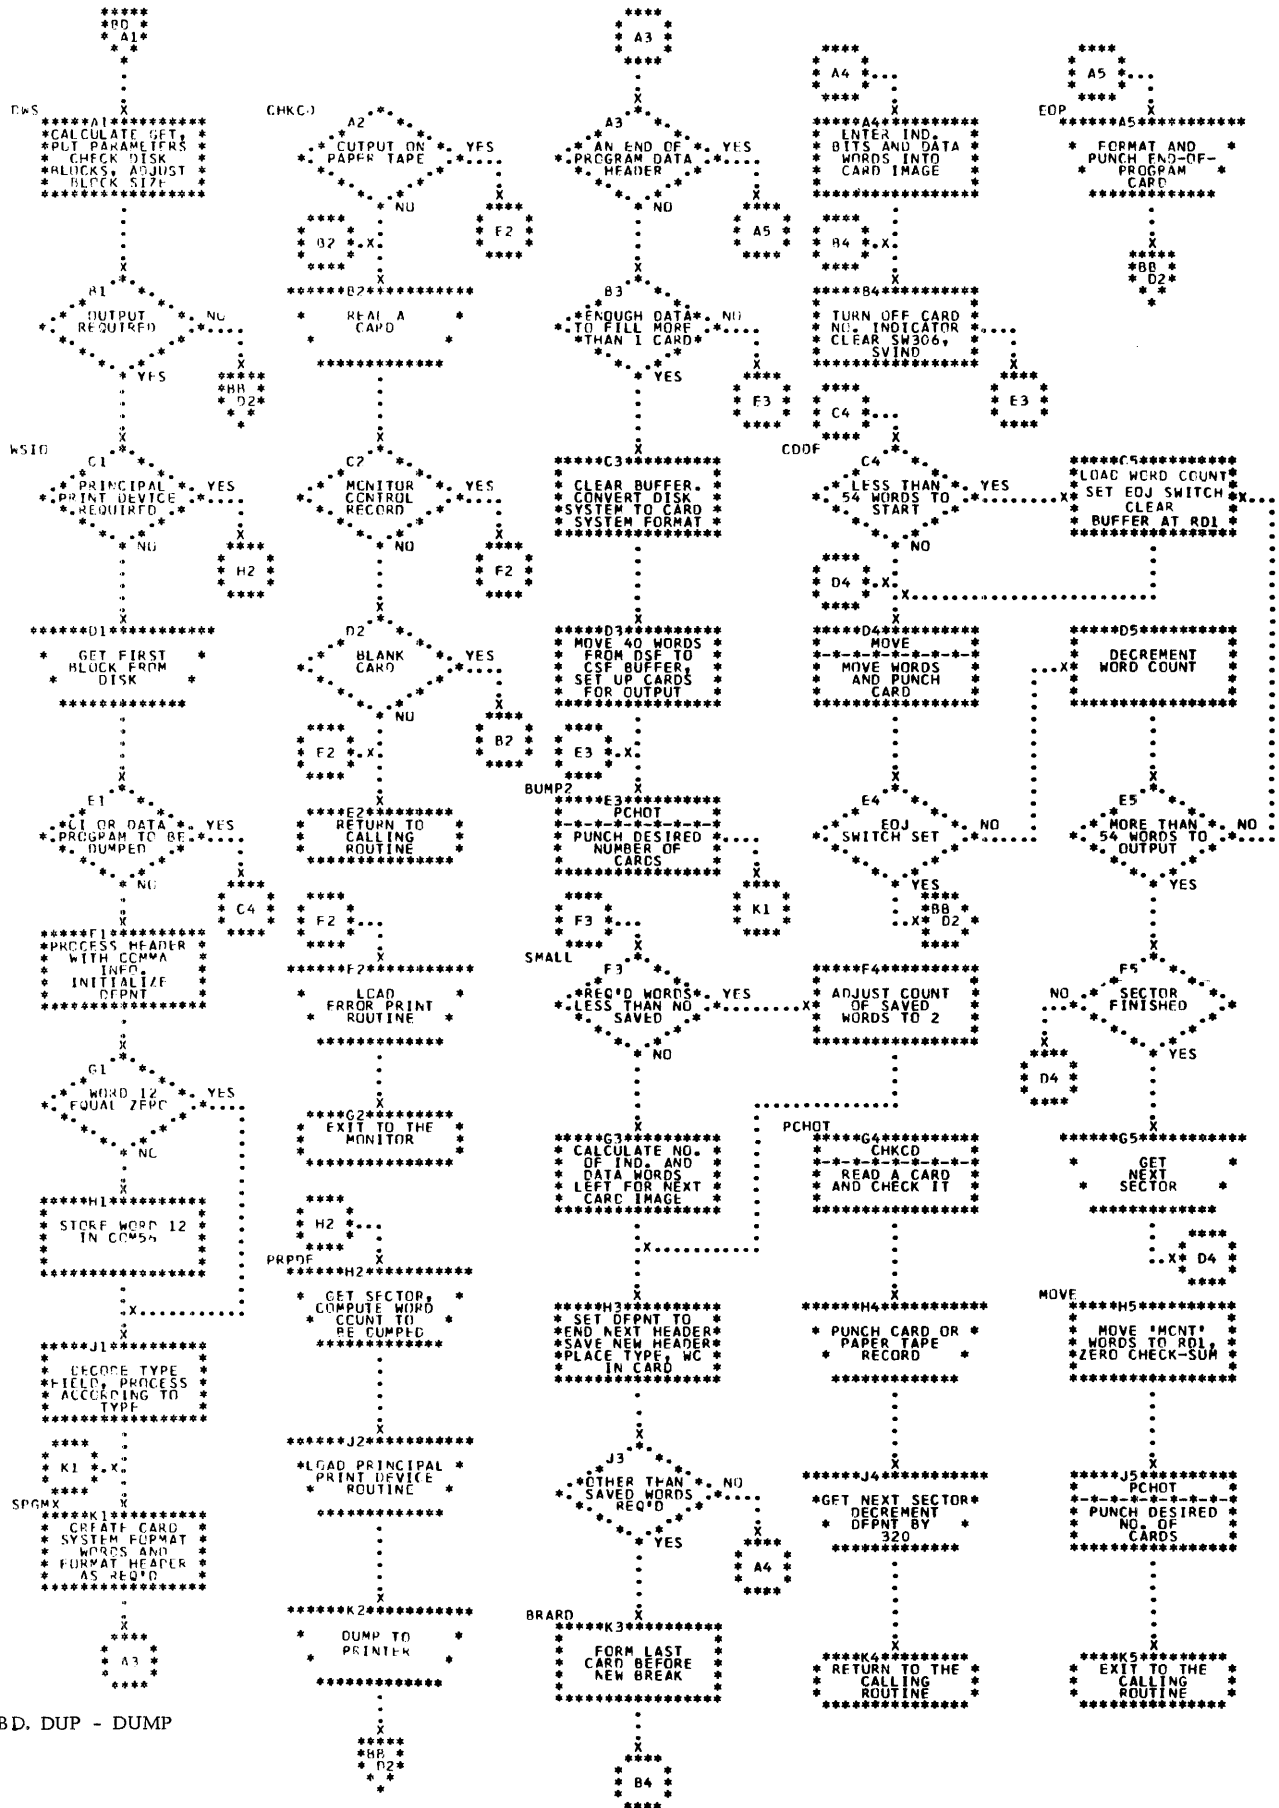 BD
A1
DWS
A1
CALCULATE GET,
PUT PARAMETERS
CHECK DISK
BLOCKS, ADJUST
BLOCK SIZE
B1
OUTPUT
REQUIRED
NO
BB
D2
YES
WSIO
C1
PRINCIPAL
PRINT DEVICE
REQUIRED
YES
H2
NO
D1
GET FIRST
BLOCK FROM
DISK
E1
CI OR DATA
PROGRAM TO BE
DUMPED
YES
C4
NO
F1
PROCESS HEADER
WITH COMMA
INFO.
INITIALIZE
DFPNT
G1
WORD 12
EQUAL ZERO
YES
NO
H1
STORE WORD 12
IN COM56
J1
DECODE TYPE
FIELD, PROCESS
ACCORDING TO
TYPE
K1
SPGMX
K1
CREATE CARD
SYSTEM FORMAT
WORDS AND
FORMAT HEADER
AS REQ'D
A3
BD. DUP - DUMP
CHKCD
A2
OUTPUT ON
PAPER TAPE
YES
E2
NO
B2
B2
READ A
CARD
C2
MONITOR
CONTROL
RECORD
YES
F2
NO
D2
BLANK
CARD
YES
B2
NO
E2
E2
RETURN TO
CALLING
ROUTINE
F2
F2
LOAD
ERROR PRINT
ROUTINE
G2
EXIT TO THE
MONITOR
H2
PRPDF
H2
GET SECTOR,
COMPUTE WORD
COUNT TO
BE DUMPED
J2
LOAD PRINCIPAL
PRINT DEVICE
ROUTINE
K2
DUMP TO
PRINTER
BB
D2
A3
A3
AN END OF
PROGRAM DATA
HEADER
YES
A5
NO
B3
ENOUGH DATA
TO FILL MORE
THAN 1 CARD
NO
F3
YES
C3
CLEAR BUFFER.
CONVERT DISK
SYSTEM TO CARD
SYSTEM FORMAT
D3
MOVE 40 WORDS
FROM DSF TO
CSF BUFFER,
SET UP CARDS
FOR OUTPUT
E3
BUMP2
E3
PCHOT
PUNCH DESIRED
NUMBER OF
CARDS
K1
F3
SMALL
F3
REQ'D WORDS
LESS THAN NO
SAVED
YES
NO
G3
CALCULATE NO.
OF IND. AND
DATA WORDS
LEFT FOR NEXT
CARD IMAGE
H3
SET DFPNT TO
END NEXT HEADER
SAVE NEW HEADER
PLACE TYPE, WC
IN CARD
J3
OTHER THAN
SAVED WORDS
REQ'D
NO
A4
YES
BRARD
K3
FORM LAST
CARD BEFORE
NEW BREAK
B4
A4
A4
ENTER IND.
BITS AND DATA
WORDS INTO
CARD IMAGE
B4
B4
TURN OFF CARD
NO. INDICATOR
CLEAR SW306,
SVIND
E3
C4
CDDF
C4
LESS THAN
54 WORDS TO
START
YES
NO
D4
D4
MOVE
MOVE WORDS
AND PUNCH
CARD
E4
EOJ
SWITCH SET
NO
YES
BB
D2
F4
ADJUST COUNT
OF SAVED
WORDS TO 2
PCHOT
G4
CHKCD
READ A CARD
AND CHECK IT
H4
PUNCH CARD OR
PAPER TAPE
RECORD
J4
GET NEXT SECTOR
DECREMENT
DFPNT BY
320
K4
RETURN TO THE
CALLING
ROUTINE
A5
EOP
A5
FORMAT AND
PUNCH END-OF-
PROGRAM
CARD
BB
D2
C5
LOAD WORD COUNT
SET EOJ SWITCH
CLEAR
BUFFER AT RD1
D5
DECREMENT
WORD COUNT
E5
MORE THAN
54 WORDS TO
OUTPUT
NO
YES
F5
SECTOR
FINISHED
NO
D4
YES
G5
GET
NEXT
SECTOR
D4
MOVE
H5
MOVE 'MCNT'
WORDS TO RD1,
ZERO CHECK-SUM
J5
PCHOT
PUNCH DESIRED
NO. OF
CARDS
K5
EXIT TO THE
CALLING
ROUTINE